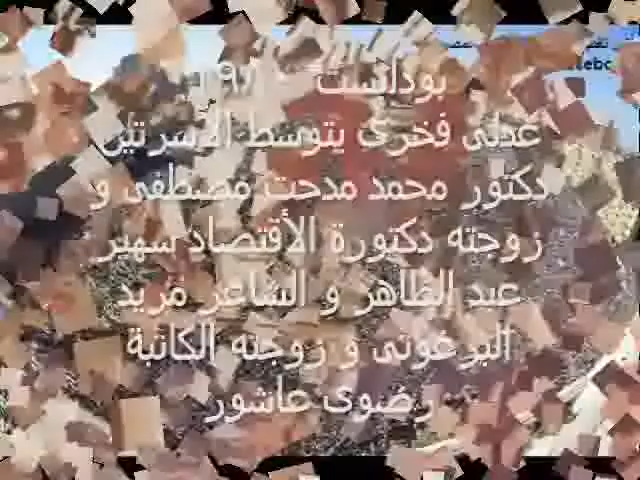 بودابست
عدلى فخرى يتوسط الأسرتين
دكتور محمد مدحت مصطفى و
زوجته دكتورة الأقتصاد سهير
عبد الظاهر و الشاعر مريد
البرغوثى و زوجته الكاتبة
رضوى عاشور